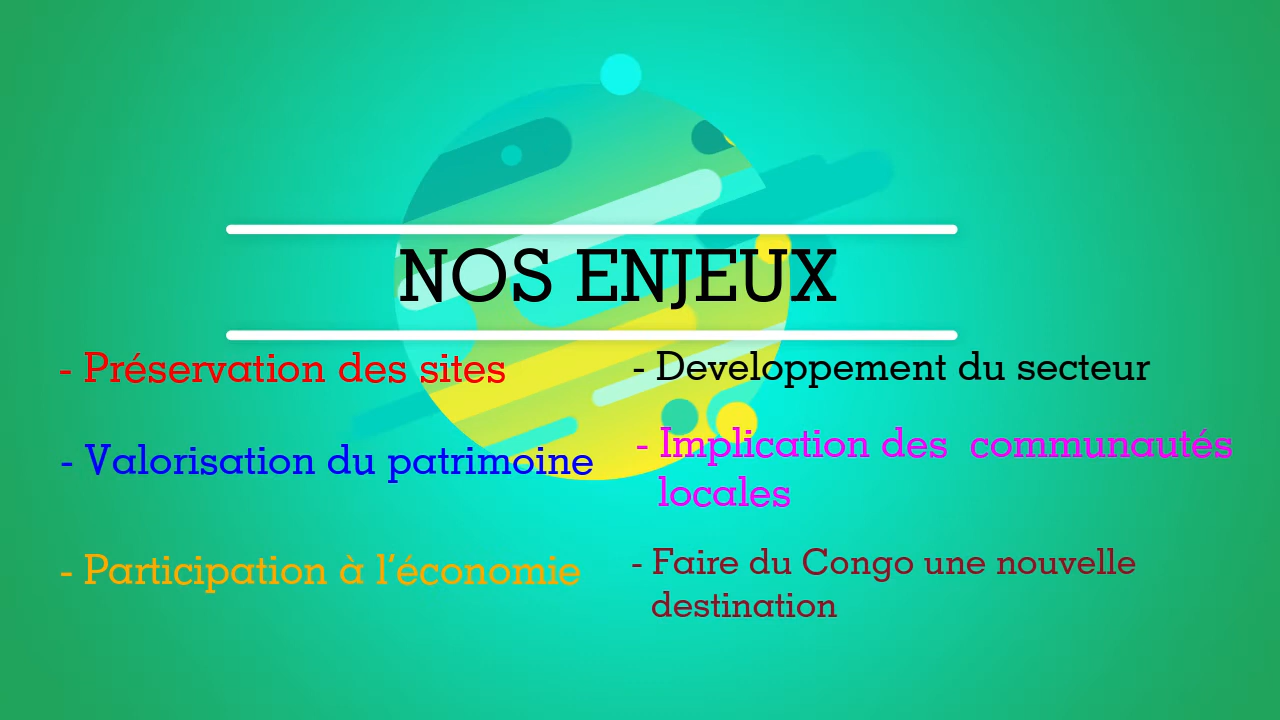 NOS ENJEUX
- Préservation des sites
- Valorisation du patrimoine
- Participation à l'économie
- Developpement du secteur
- Implication des  communautés
locales
- Faire du Congo une nouvelle
destination